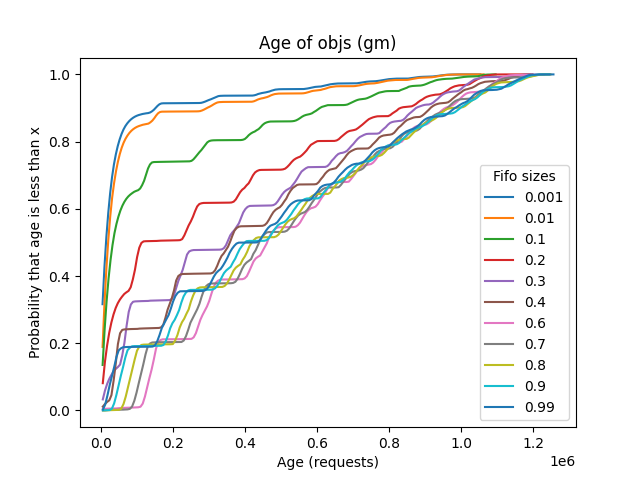 Age of objs (gm)
Probability that age is less than x
1.0
0.8
0.6
0.4
0.2
0.0
Fifo sizes
0.001
0.01
0.1
0.2
0.3
0.4
0.6
0.7
0.8
0.9
0.99
0.0 0.2 0.4 0.6 0.8 1.0 1.2
1e6
Age (requests)